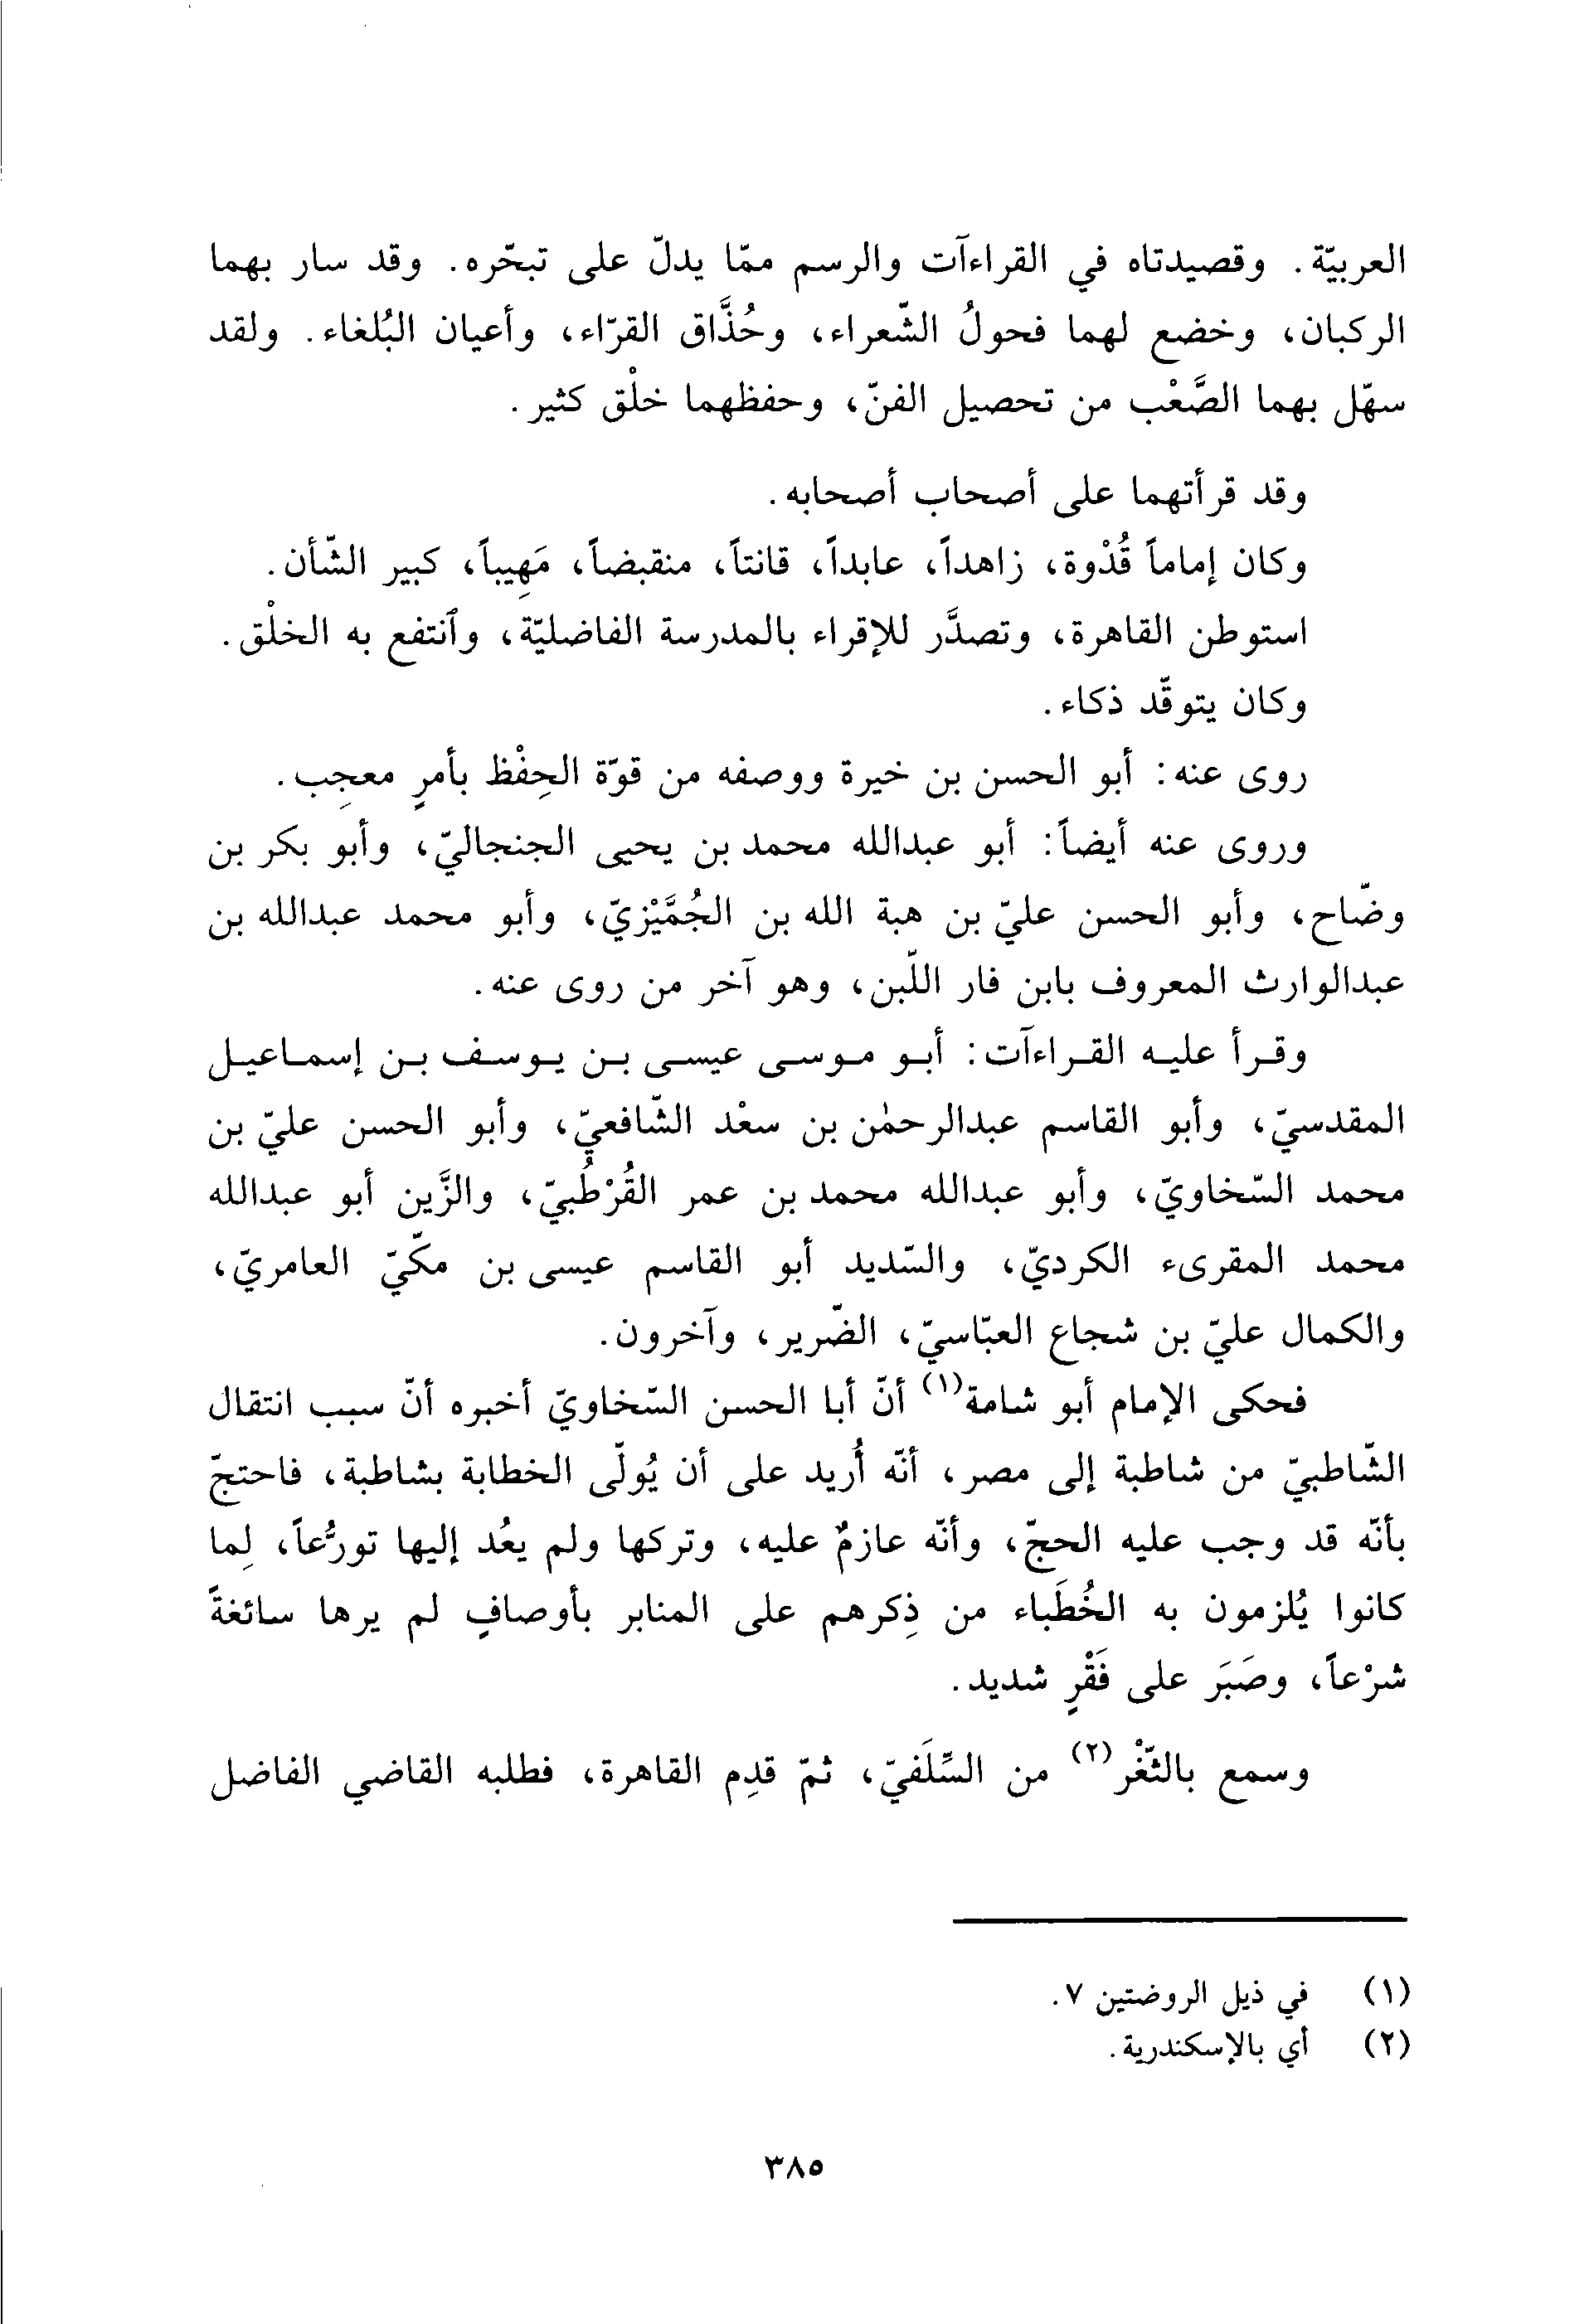 العربيّة. وقصيدتاه في القراءآت والرسم ممّا يدلّ على تبحّره. وقد سار بهما
الركبان، وخضع لهما فحولُ الشّعراء، وحُذَّاق القرّاء، وأعيان البُلغاء. ولقد
سهّل بهما الصَّعْب من تحصيل الفنّ، وحفظهما خلْق كثير.
وقد قرأتهما على أصحاب أصحابه.
وكان إماماً قُدْوة، زاهداً، عابداً، قانتاً، منقبضاً، مَهِيباً، كبير الشّأن.
استوطن القاهرة، وتصدَّر للإقراء بالمدرسة الفاضليّة، وٱنتفع به الخلْق.
وكان يتوقّد ذكاء.
روى عنه: أبو الحسن بن خيرة ووصفه من قوّة الحِفْظ بأمرٍ معجِب.
وروى عنه أيضاً: أبو عبدالله محمد بن يحيى الجنجاليّ، وأبو بكر بن
وضّاح، وأبو الحسن عليّ بن هبة الله بن الجُمَّيْزيّ، وأبو محمد عبدالله بن
عبدالوارث المعروف بابن فار اللّبن، وهو آخر من روى عنه.
وقرأ عليه القراءآت: أبو موسى عيسى بن يوسف بن إسماعيل
المقدسيّ، وأبو القاسم عبدالرحمٰن بن سعْد الشّافعيّ، وأبو الحسن عليّ بن
محمد السّخاويّ، وأبو عبدالله محمد بن عمر القُرْطُبيّ، والزَّين أبو عبدالله
محمد المقرىء الكرديّ، والسّديد أبو القاسم عيسى بن مكّيّ العامريّ،
والكمال عليّ بن شجاع العبّاسيّ، الضّرير، وآخرون.
فحكى الإمام أبو شامة(١) أنّ أبا الحسن السّخاويّ أخبره أنّ سبب انتقال
الشّاطبيّ من شاطبة إلى مصر، أنّه أُريد على أن يُولّى الخطابة بشاطبة، فاحتجّ
بأنّه قد وجب عليه الحجّ، وأنّه عازمٌ عليه، وتركها ولم يعُد إليها تورُّعاً، لِما
كانوا يُلزمون به الخُطَباء من ذِكرهم على المنابر بأوصافٍ لم يرها سائغةً
شرْعاً، وصَبَر على فَقْرٍ شديد.
وسمع بالثّغْر(٢) من السِّلَفيّ، ثمّ قدِم القاهرة، فطلبه القاضي الفاضل
(١) في ذيل الروضتين ٧.
(٢) أي بالإسكندرية.
٣٨٥